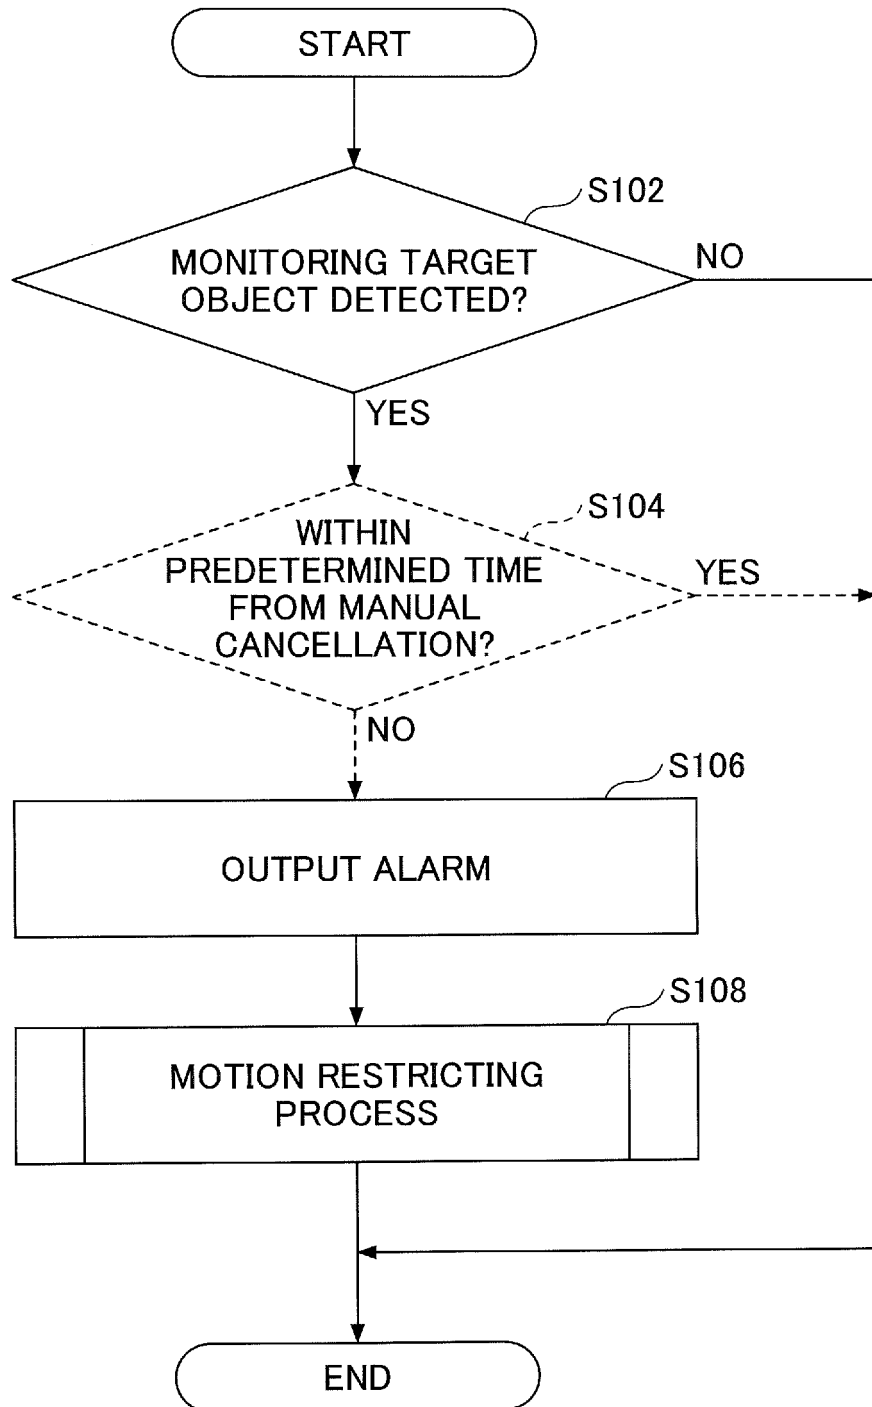 START
S102
MONITORING TARGET
OBJECT DETECTED?
NO
YES
S104
WITHIN
PREDETERMINED TIME
FROM MANUAL
CANCELLATION?
YES
NO
S106
OUTPUT ALARM
S108
MOTION RESTRICTING
PROCESS
END